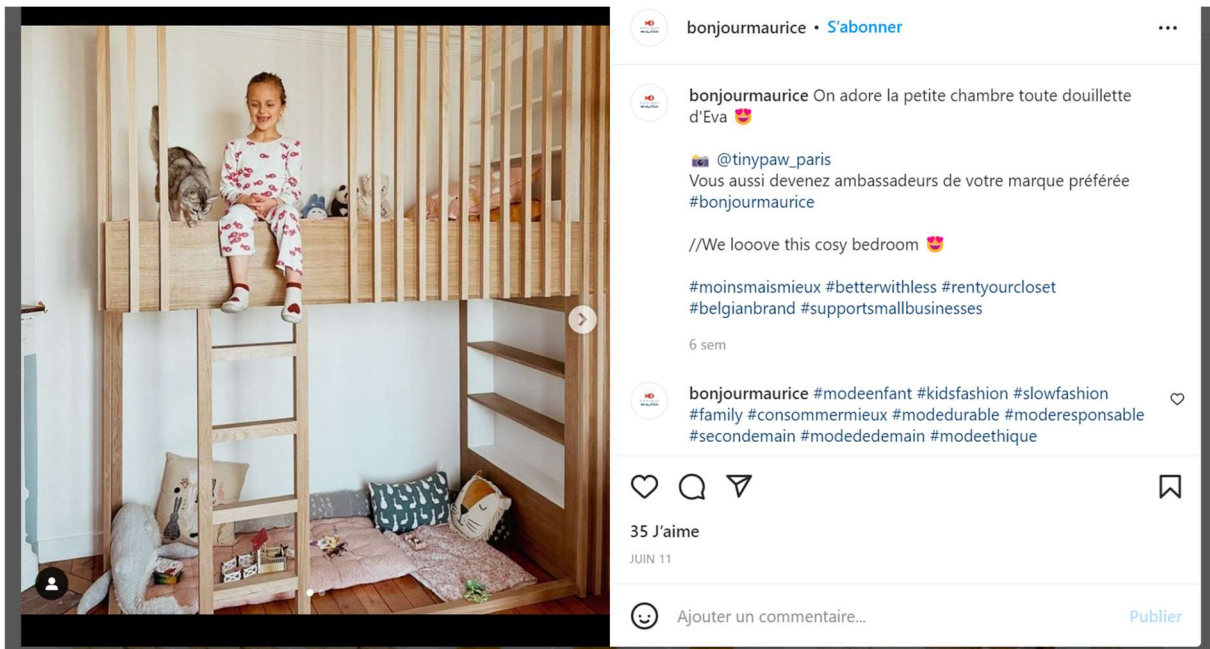 bonjourmaurice • S'abonner
bonjourmaurice On adore la petite chambre toute douillette
d'Eva 😍
📸 @tinypaw_paris
Vous aussi devenez ambassadeurs de votre marque préférée
#bonjourmaurice
//We looove this cosy bedroom 😍
#moinsmaismieux #betterwithless #rentyourcloset
#belgianbrand #supportsmallbusinesses
6 sem
bonjourmaurice #modeenfant #kidsfashion #slowfashion
#family #consommermieux #modedurable #moderesponsable
#secondemain #modededemain #modeethique
35 J'aime
JUIN 11
Ajouter un commentaire...
Publier